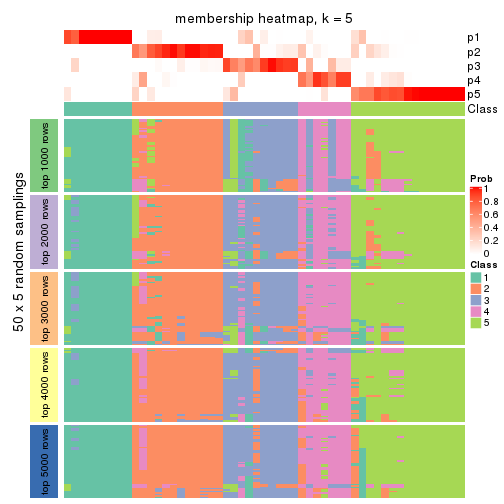 membership heatmap, k = 5
p1
p2
p3
p4
p5
Class
50 x 5 random samplings
top 1000 rows
top 2000 rows
top 3000 rows
top 4000 rows
top 5000 rows
Prob
1
0.8
0.6
0.4
0.2
0
Class
1
2
3
4
5